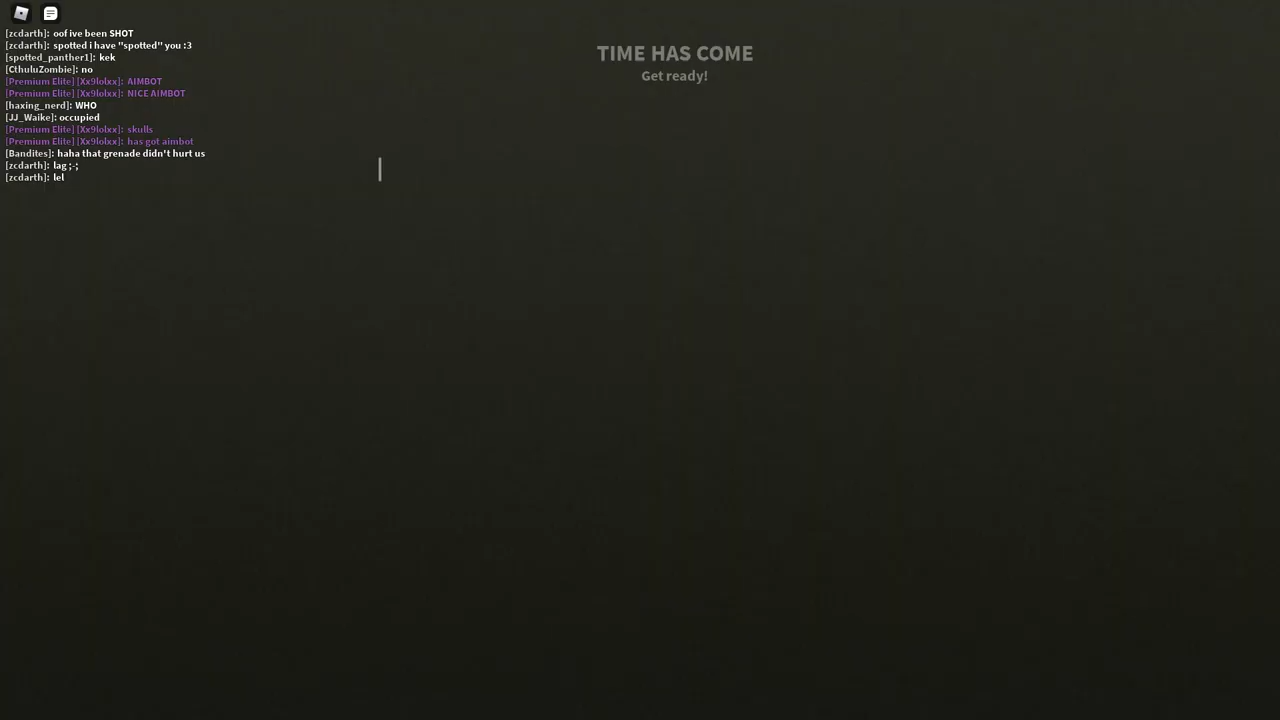 [zcdarth]: oof ive been SHOT
[zcdarth]: spotted i have "spotted" you :3
[spotted_panther1]: kek
[CthuluZombie]: no
[Premium Elite] [Xx9lolxx]: AIMBOT
[Premium Elite] [Xx9lolxx]: NICE AIMBOT
[haxing_nerd]: WHO
[JJ_Waike]: occupied
[Premium Elite] [Xx9lolxx]: skulls
[Premium Elite] [Xx9lolxx]: has got aimbot
[Bandites]: haha that grenade didn't hurt us
[zcdarth]: lag ;-;
[zcdarth]: lel
TIME HAS COME
Get ready!